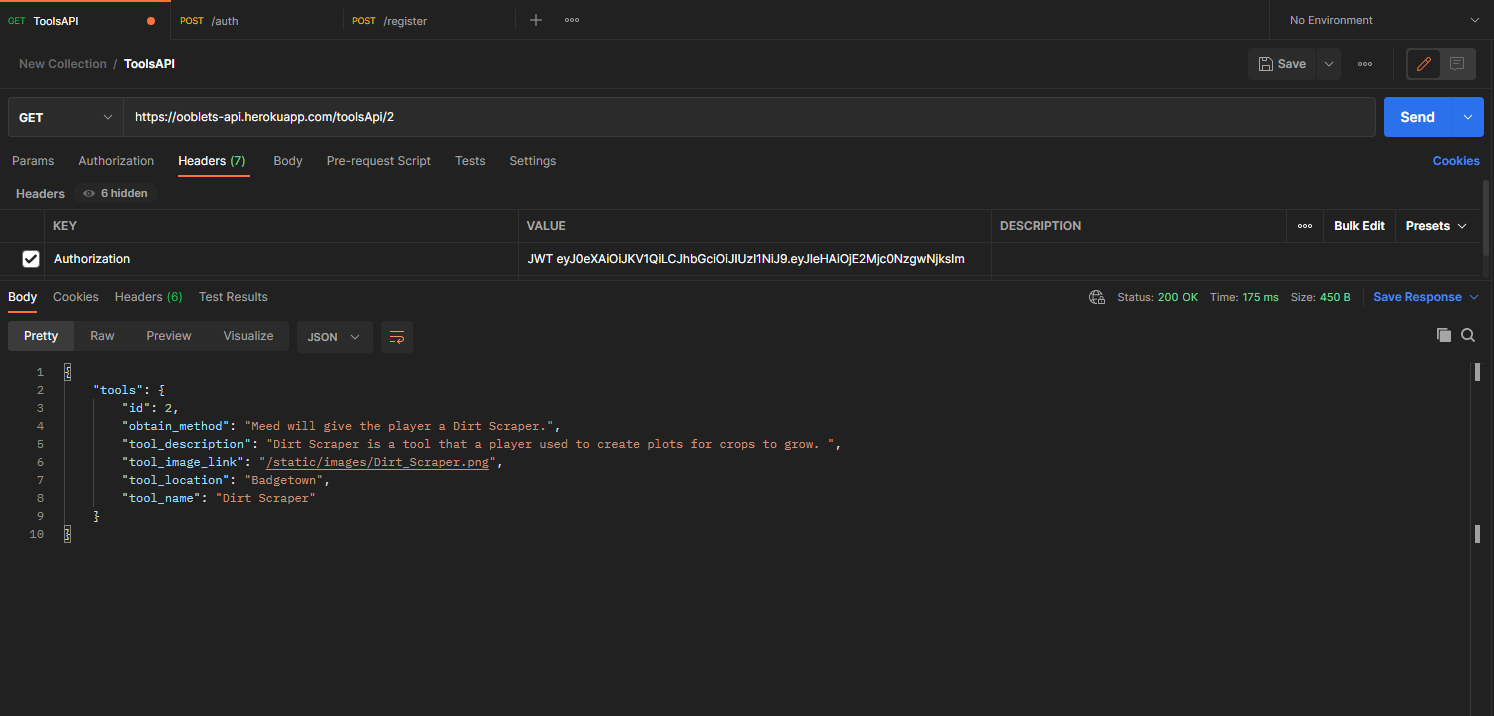 GET ToolsAPI POST /auth POST /register No Environment
New Collection / ToolsAPI Save
GET https://ooblets-api.herokuapp.com/toolsApi/2 Send
Params Authorization Headers (7) Body Pre-request Script Tests Settings Cookies
Headers 6 hidden
KEY VALUE DESCRIPTION Bulk Edit Presets
Authorization JWT eyJ0eXAiOiJKV1QiLCJhbGciOiJIUzI1NiJ9.eyJleHAiOjE2Mjc0NzgwNjksIm
Body Cookies Headers (6) Test Results Status: 200 OK Time: 175 ms Size: 450 B Save Response
Pretty Raw Preview Visualize JSON
1 {
2 "tools": {
3 "id": 2,
4 "obtain_method": "Meed will give the player a Dirt Scraper.",
5 "tool_description": "Dirt Scraper is a tool that a player used to create plots for crops to grow. ",
6 "tool_image_link": "/static/images/Dirt_Scraper.png",
7 "tool_location": "Badgetown",
8 "tool_name": "Dirt Scraper"
9 }
10 }